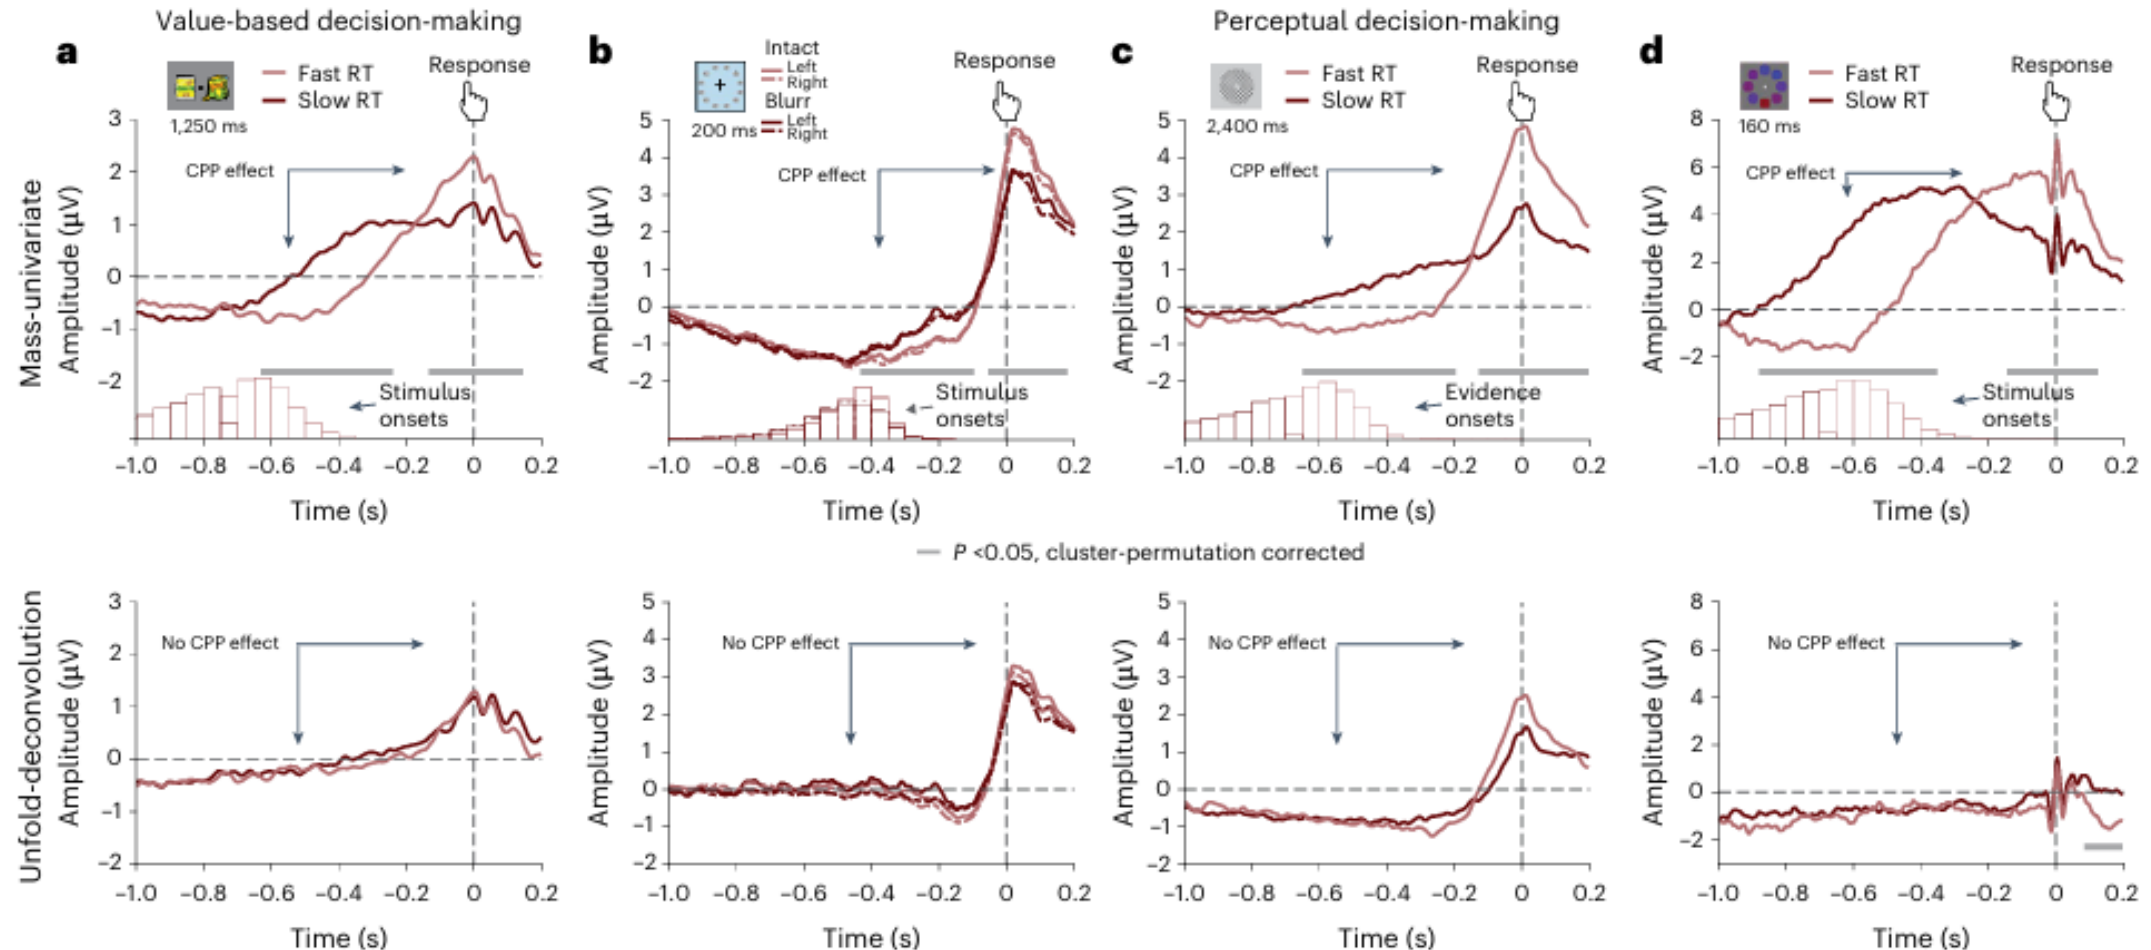 Value-based decision-making
Perceptual decision-making
a
Fast RT
Slow RT
Response
1,250 ms
CPP effect
Mass-univariate
Amplitude (µV)
3
2
1
0
−1
−2
Stimulus
onsets
−1.0 −0.8 −0.6 −0.4 −0.2 0 0.2
Time (s)
b
Intact
Left
Right
Blurr
Left
Right
200 ms
Response
CPP effect
Amplitude (µV)
5
4
3
2
1
0
−1
−2
Stimulus
onsets
−1.0 −0.8 −0.6 −0.4 −0.2 0 0.2
Time (s)
c
Fast RT
Slow RT
Response
2,400 ms
CPP effect
Amplitude (µV)
5
4
3
2
1
0
−1
−2
Evidence
onsets
−1.0 −0.8 −0.6 −0.4 −0.2 0 0.2
Time (s)
d
Fast RT
Slow RT
Response
160 ms
CPP effect
Amplitude (µV)
8
6
4
2
0
−2
Stimulus
onsets
−1.0 −0.8 −0.6 −0.4 −0.2 0 0.2
Time (s)
P <0.05, cluster-permutation corrected
Unfold-deconvolution
Amplitude (µV)
3
2
1
0
−1
−2
No CPP effect
−1.0 −0.8 −0.6 −0.4 −0.2 0 0.2
Time (s)
Amplitude (µV)
5
4
3
2
1
0
−1
−2
No CPP effect
−1.0 −0.8 −0.6 −0.4 −0.2 0 0.2
Time (s)
Amplitude (µV)
5
4
3
2
1
0
−1
−2
No CPP effect
−1.0 −0.8 −0.6 −0.4 −0.2 0 0.2
Time (s)
Amplitude (µV)
8
6
4
2
0
−2
No CPP effect
−1.0 −0.8 −0.6 −0.4 −0.2 0 0.2
Time (s)